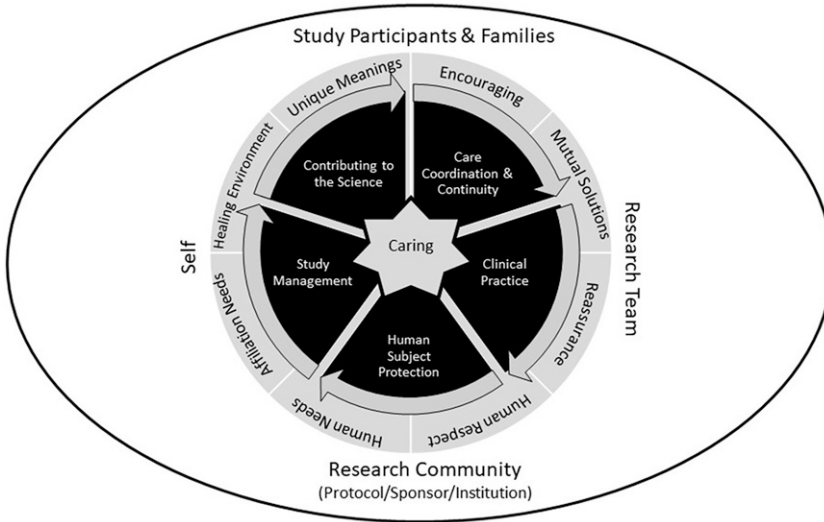 Study Participants & Families
Unique Meanings
Encouraging
Healing Environment
Mutual Solutions
Contributing to
the Science
Care
Coordination &
Continuity
Self
Caring
Research Team
Study
Management
Clinical
Practice
Human
Subject
Protection
Affiliation Needs
Reassurance
Human Needs
Human Respect
Research Community
(Protocol/Sponsor/Institution)